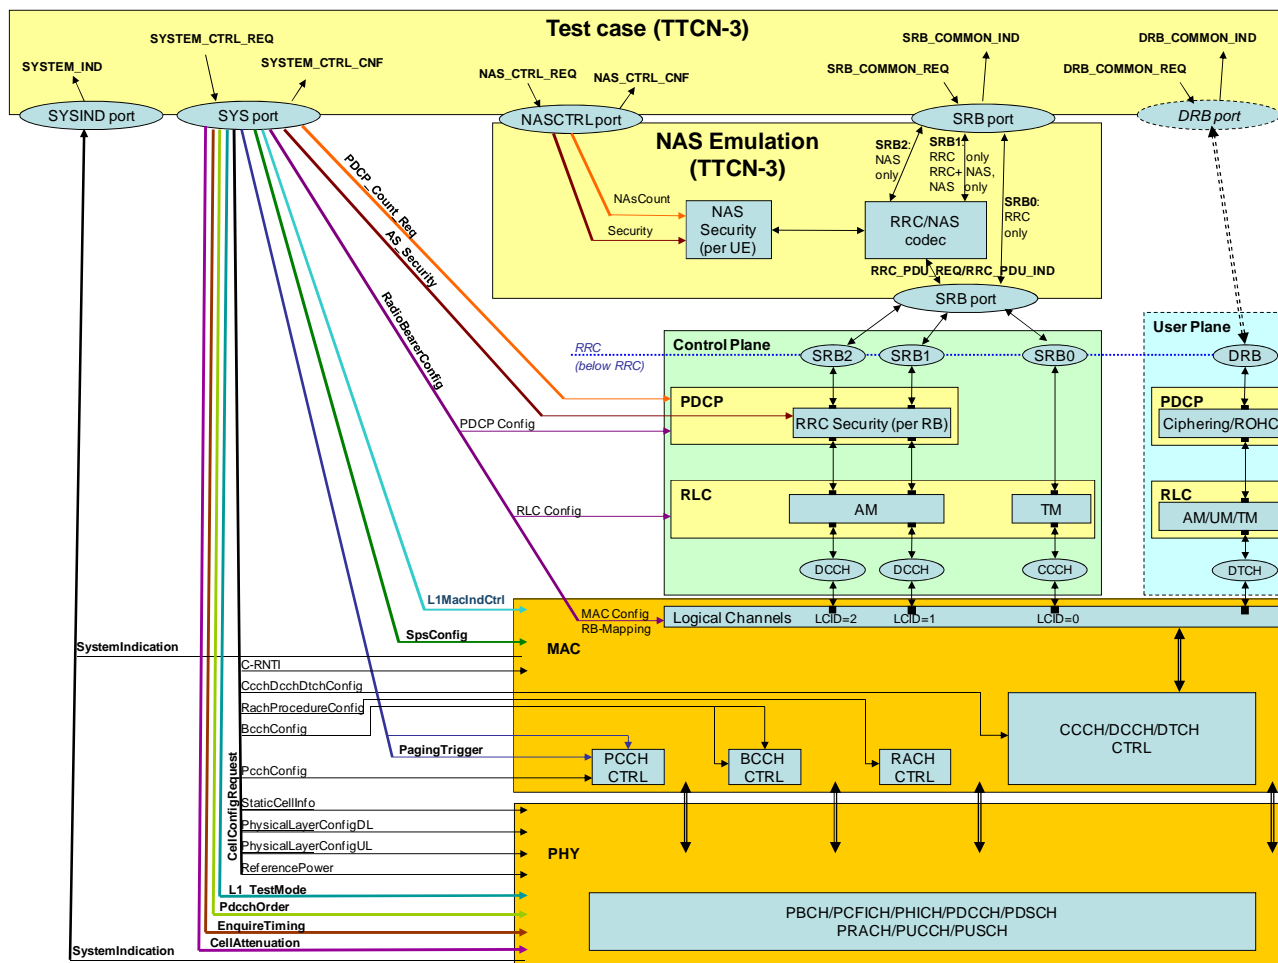 Test case (TTCN-3)
SYSTEM_CTRL_REQ
SYSTEM_IND
SYSTEM_CTRL_CNF
NAS_CTRL_REQ
NAS_CTRL_CNF
SRB_COMMON_IND
SRB_COMMON_REQ
DRB_COMMON_IND
DRB_COMMON_REQ
SYSIND port
SYS port
NASCTRL port
SRB port
DRB port
NAS Emulation
(TTCN-3)
SRB2:
NAS
only
SRB1:
RRC only
RRC+ NAS,
NAS only
SRB0:
RRC
only
NAsCount
Security
NAS
Security
(per UE)
RRC/NAS
codec
RRC_PDU_REQ/RRC_PDU_IND
SRB port
PDCP_Count_Req
AS_Security
RadioBearerConfig
Control Plane
User Plane
RRC
(below RRC)
SRB2
SRB1
SRB0
DRB
PDCP
RRC Security (per RB)
PDCP
Ciphering/ROHC
PDCP Config
RLC
AM
TM
RLC
AM/UM/TM
RLC Config
DCCH
DCCH
CCCH
DTCH
L1MacIndCtrl
MAC Config
RB-Mapping
Logical Channels
LCID=2
LCID=1
LCID=0
SpsConfig
MAC
SystemIndication
C-RNTI
CcchDcchDtchConfig
RachProcedureConfig
BcchConfig
PagingTrigger
PcchConfig
PCCH
CTRL
BCCH
CTRL
RACH
CTRL
CCCH/DCCH/DTCH
CTRL
CellConfigRequest
StaticCellInfo
PhysicalLayerConfigDL
PhysicalLayerConfigUL
ReferencePower
PHY
L1_TestMode
PdcchOrder
EnquireTiming
CellAttenuation
SystemIndication
PBCH/PCFICH/PHICH/PDCCH/PDSCH
PRACH/PUCCH/PUSCH